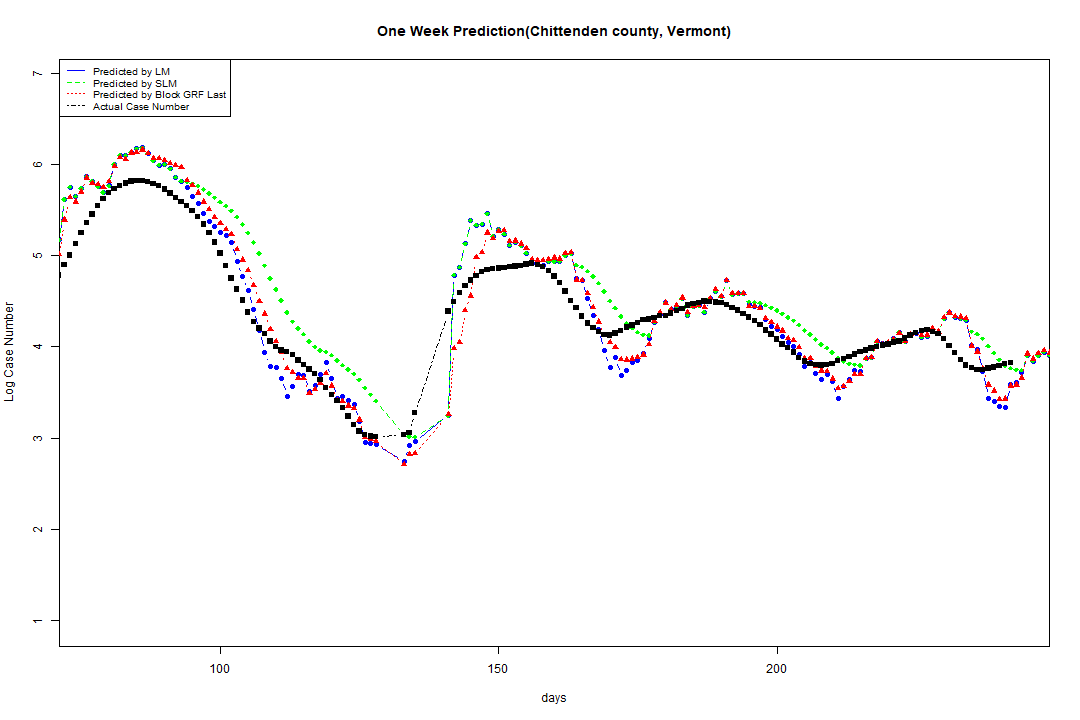 One Week Prediction(Chittenden county, Vermont)
Predicted by LM
Predicted by SLM
Predicted by Block GRF Last
Actual Case Number
7
6
5
4
3
2
1
Log Case Number
100 150 200
days